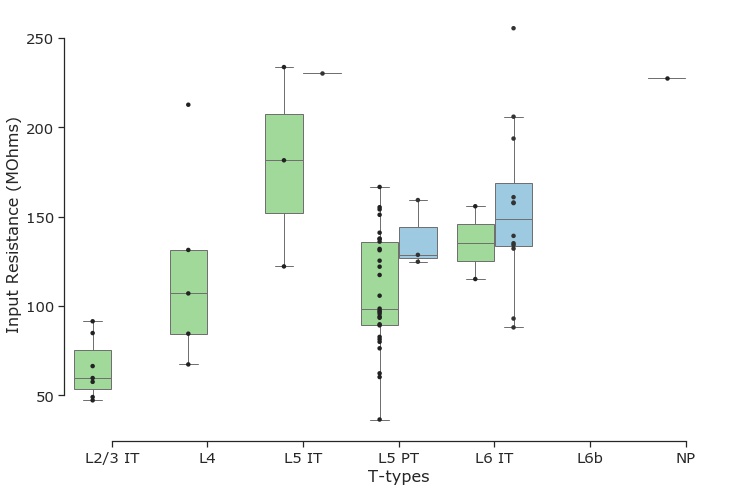 250
200
150
100
50
Input Resistance (MOhms)
L2/3 IT L4 L5 IT L5 PT L6 IT L6b NP
T-types